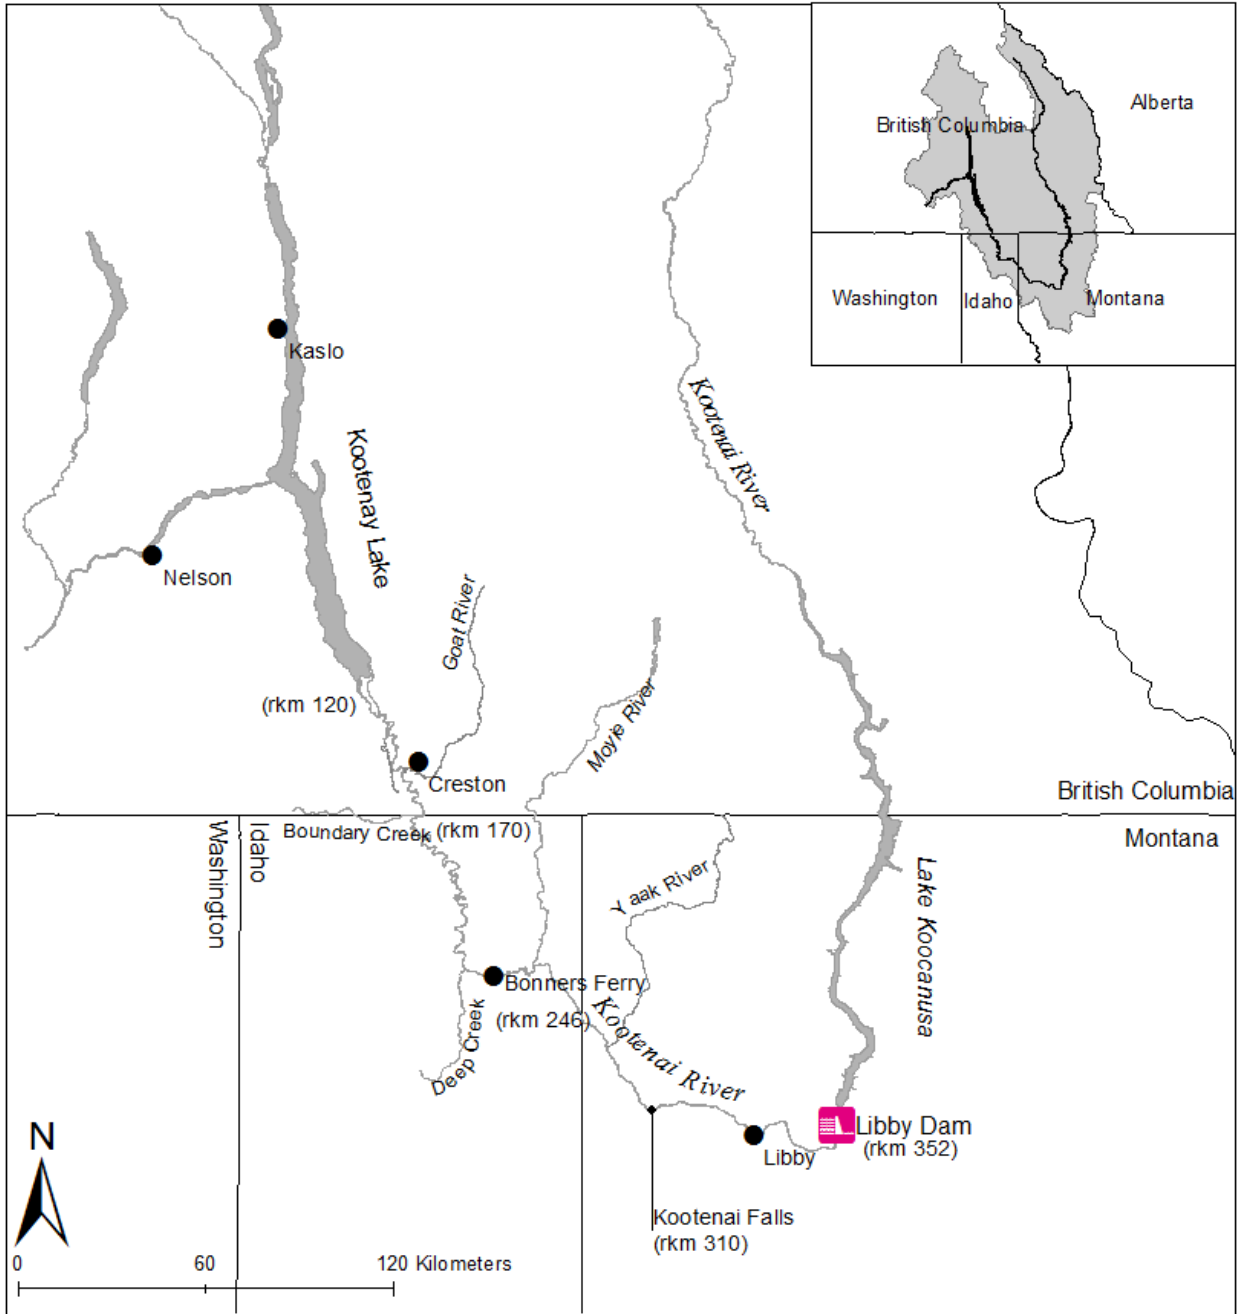 Alberta
British Columbia
Washington
Idaho
Montana
Kaslo
Kootenai River
Kootenay Lake
Nelson
Goat River
(rkm 120)
Moyie River
Creston
British Columbia
Boundary Creek
(rkm 170)
Montana
Washington
Idaho
Yaak River
Lake Koocanusa
Bonners Ferry
(rkm 246)
Deep Creek
Kootenai River
Libby Dam
(rkm 352)
Libby
N
Kootenai Falls
(rkm 310)
0 60 120 Kilometers